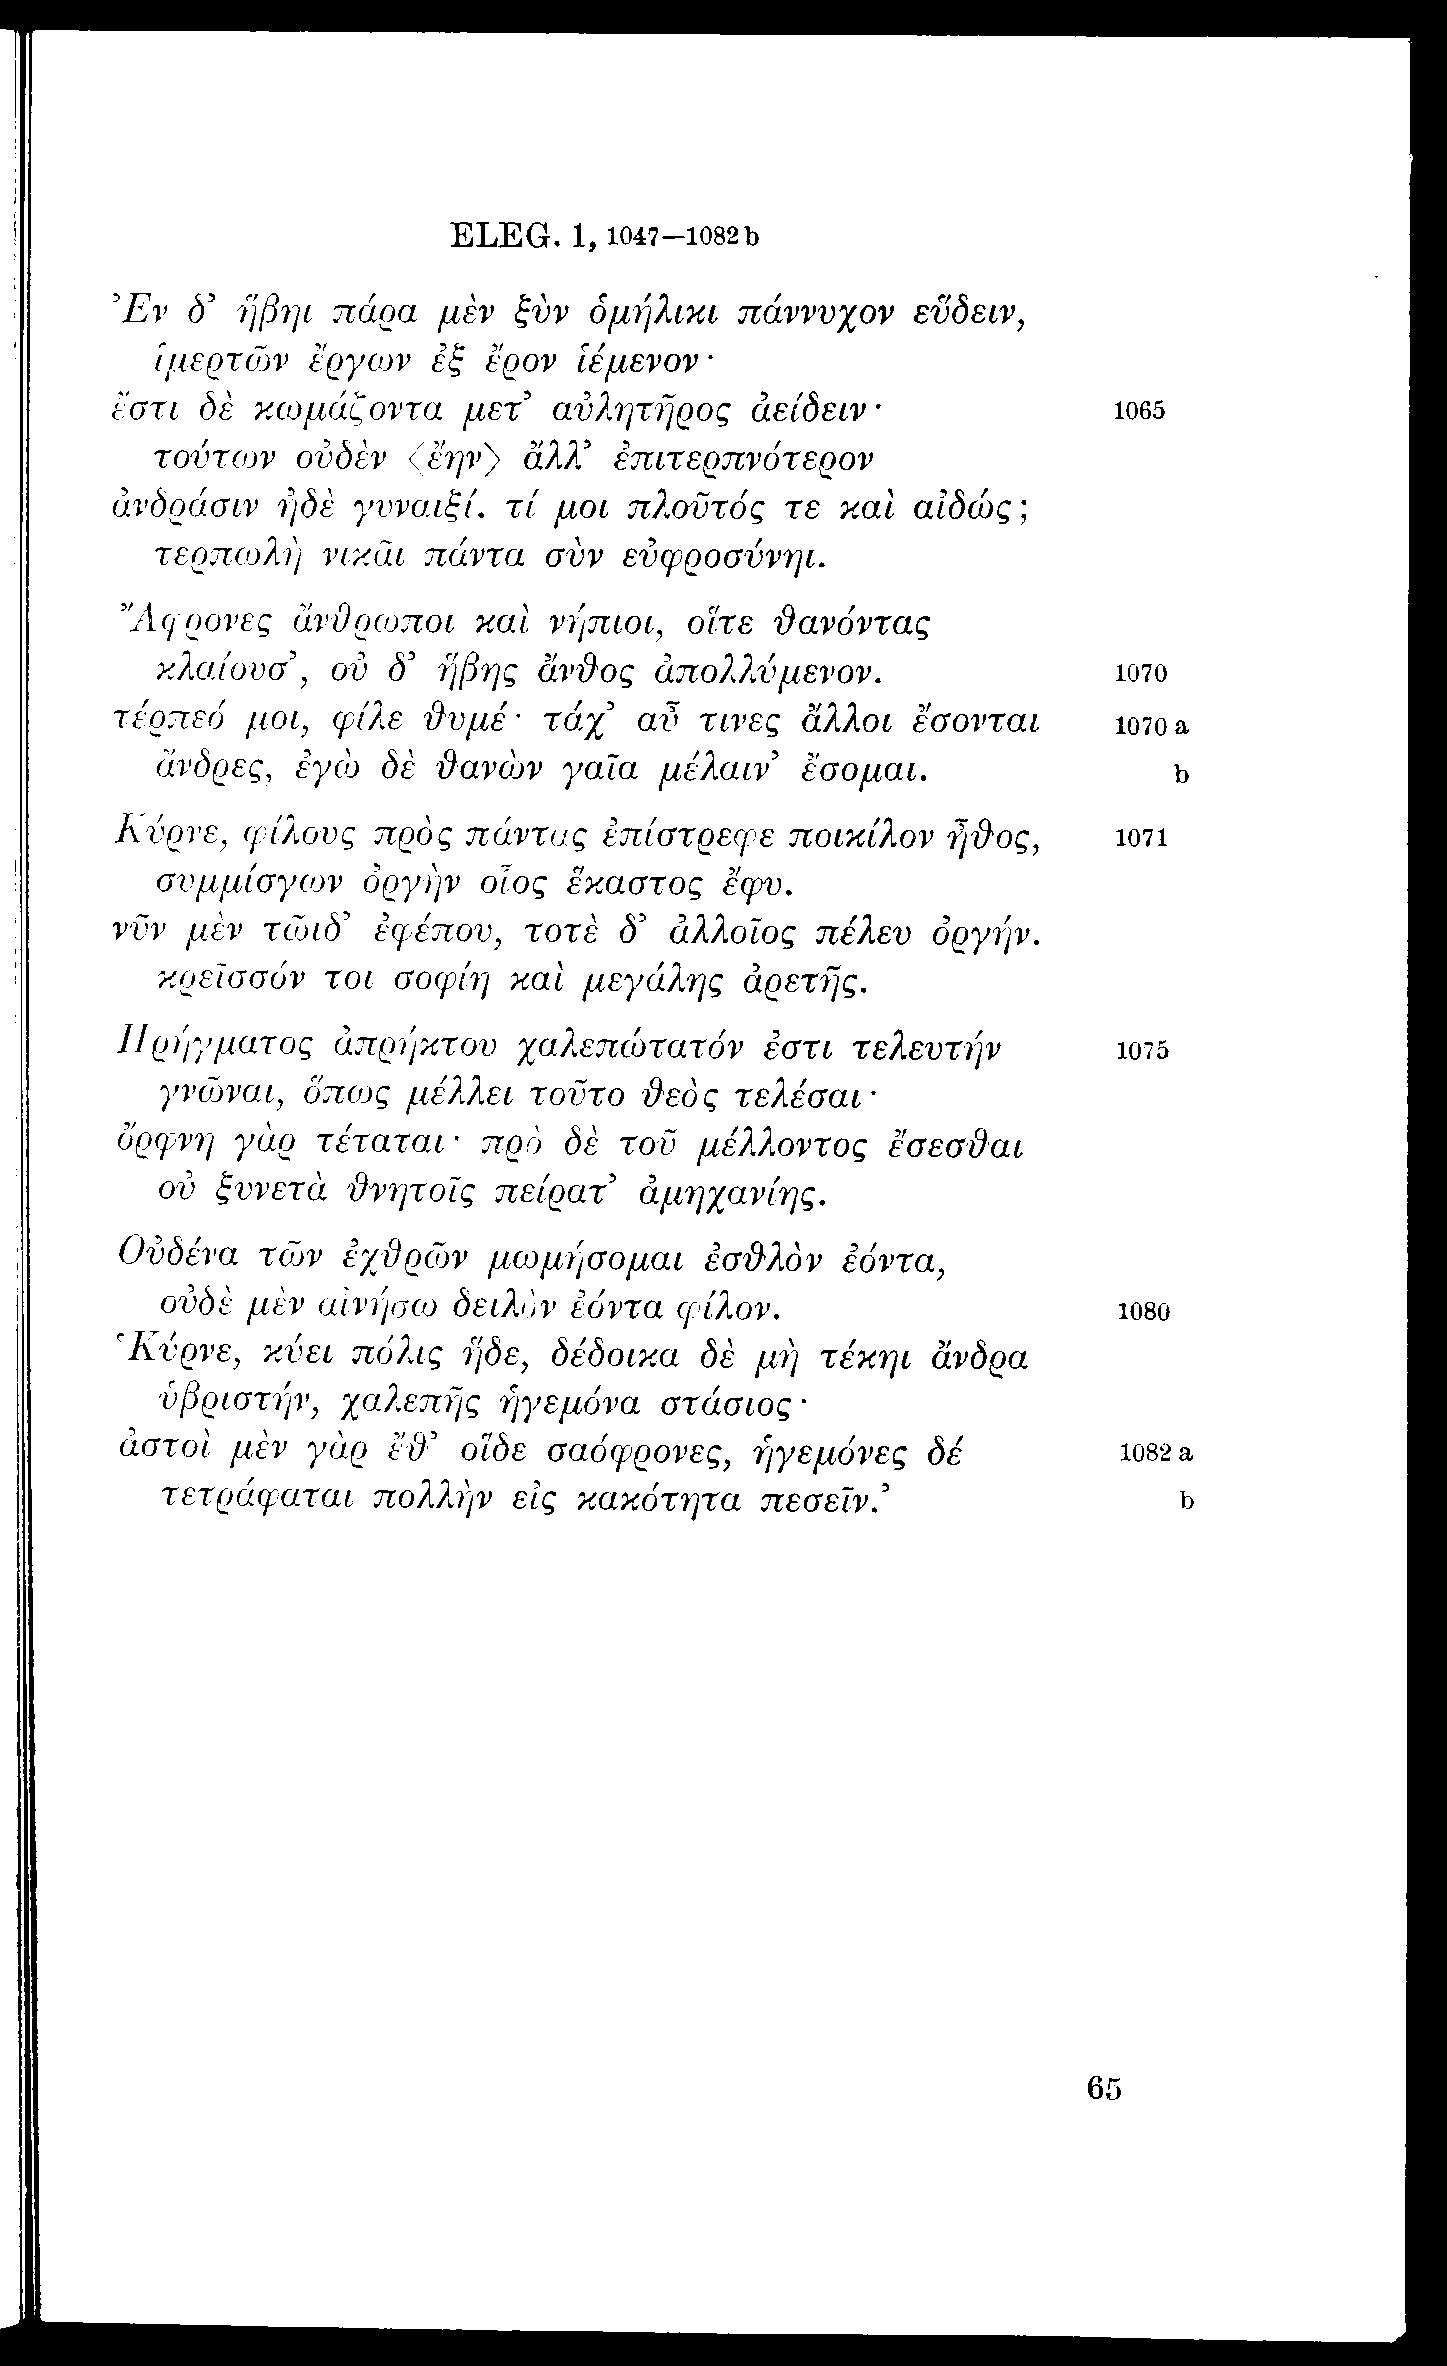 ELEG. 1, 1047—1082 b
Ἐν δ’ ἥβηι πάρα μὲν ξὺν ὁμήλικι πάννυχον εὕδειν,
ἱμερτῶν ἔργων ἐξ ἔρον ἱέμενον·
ἔστι δὲ κωμάζοντα μετ’ αὐλητῆρος ἀείδειν· 1065
τούτων οὐδὲν 〈ἔην〉 ἄλλ’ ἐπιτερπνότερον
ἀνδράσιν ἠδὲ γυναιξί. τί μοι πλοῦτός τε καὶ αἰδώς;
τερπωλὴ νικᾶι πάντα σὺν εὐφροσύνηι.
Ἄφρονες ἄνθρωποι καὶ νήπιοι, οἵτε θανόντας
κλαίουσ’, οὐ δ’ ἥβης ἄνθος ἀπολλύμενον. 1070
τέρπεό μοι, φίλε θυμέ· τάχ’ αὖ τινες ἄλλοι ἔσονται 1070 a
ἄνδρες, ἐγὼ δὲ θανὼν γαῖα μέλαιν’ ἔσομαι. b
Κύρνε, φίλους πρὸς πάντας ἐπίστρεφε ποικίλον ἦθος, 1071
συμμίσγων ὀργὴν οἷος ἕκαστος ἔφυ.
νῦν μὲν τῶιδ’ ἐφέπου, τοτὲ δ’ ἀλλοῖος πέλευ ὀργήν.
κρεῖσσόν τοι σοφίη καὶ μεγάλης ἀρετῆς.
Πρήγματος ἀπρήκτου χαλεπώτατόν ἐστι τελευτήν 1075
γνῶναι, ὅπως μέλλει τοῦτο θεὸς τελέσαι·
ὄρφνη γὰρ τέταται· πρὸ δὲ τοῦ μέλλοντος ἔσεσθαι
οὐ ξυνετὰ θνητοῖς πείρατ’ ἀμηχανίης.
Οὐδένα τῶν ἐχθρῶν μωμήσομαι ἐσθλὸν ἐόντα,
οὐδὲ μὲν αἰνήσω δειλὸν ἐόντα φίλον. 1080
‘Κύρνε, κύει πόλις ἥδε, δέδοικα δὲ μὴ τέκηι ἄνδρα
ὑβριστήν, χαλεπῆς ἡγεμόνα στάσιος·
ἀστοὶ μὲν γὰρ ἔθ’ οἵδε σαόφρονες, ἡγεμόνες δέ 1082 a
τετράφαται πολλὴν εἰς κακότητα πεσεῖν.’ b
65